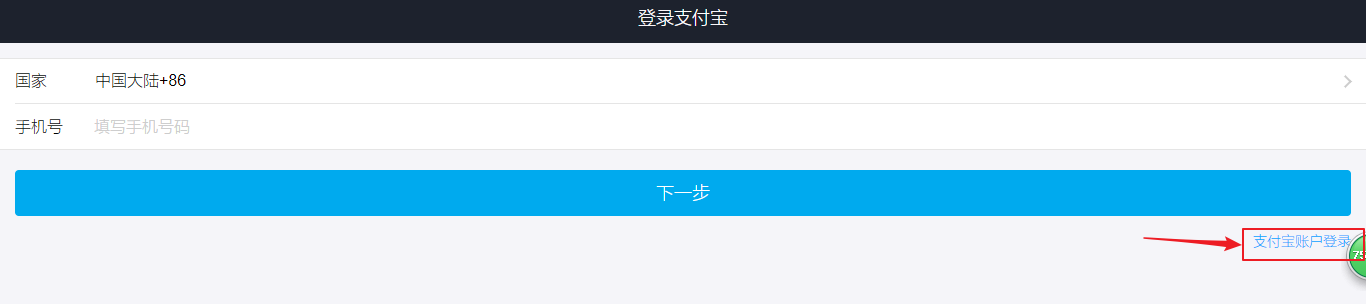 登录支付宝
国家 中国大陆+86
手机号 填写手机号码
下一步
支付宝账户登录